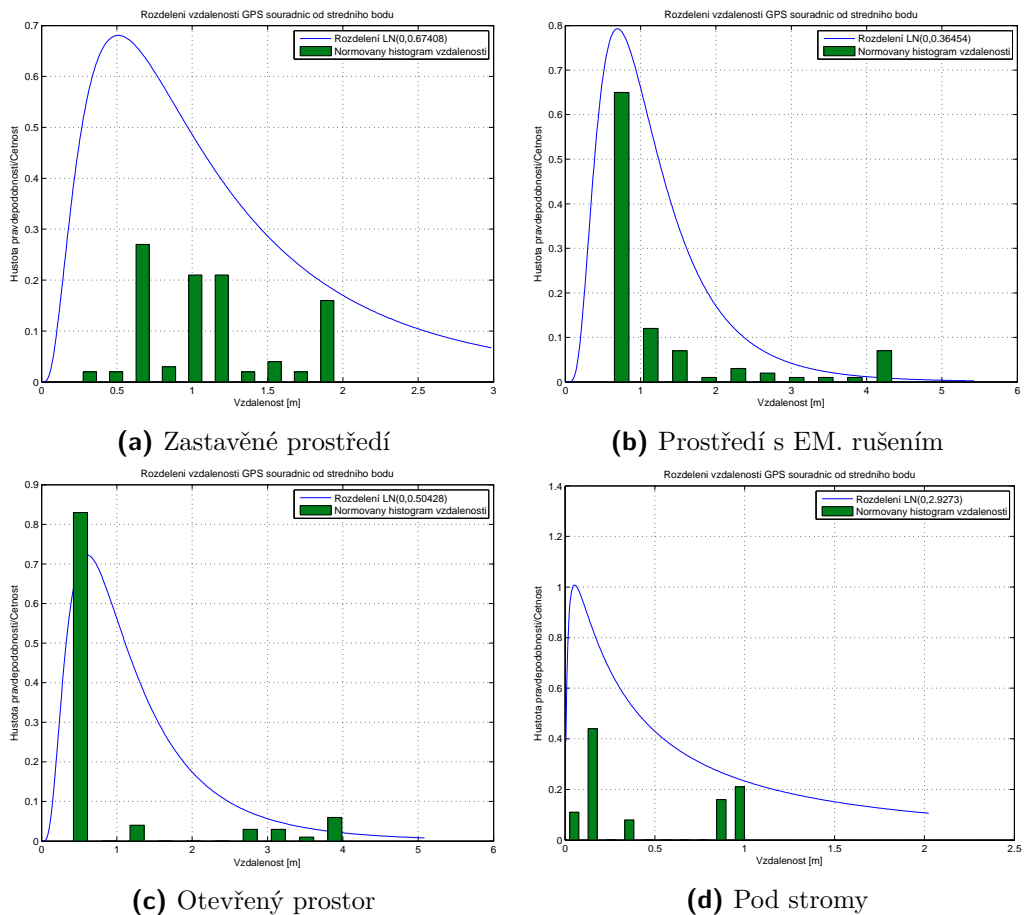 Rozdeleni vzdalenosti GPS souradnic od stredniho bodu
Rozdelení LN(0,0.67408)
Normovany histogram vzdalenosti
Hustota pravdepodobnosti/Cetnost
0.7
0.6
0.5
0.4
0.3
0.2
0.1
0
0 0.5 1 1.5 2 2.5 3
Vzdalenost [m]
(a) Zastavěné prostředí
Rozdeleni vzdalenosti GPS souradnic od stredniho bodu
Rozdelení LN(0,0.36454)
Normovany histogram vzdalenosti
Hustota pravdepodobnosti/Cetnost
0.8
0.7
0.6
0.5
0.4
0.3
0.2
0.1
0
0 1 2 3 4 5 6
Vzdalenost [m]
(b) Prostředí s EM. rušením
Rozdeleni vzdalenosti GPS souradnic od stredniho bodu
Rozdelení LN(0,0.50428)
Normovany histogram vzdalenosti
Hustota pravdepodobnosti/Cetnost
0.9
0.8
0.7
0.6
0.5
0.4
0.3
0.2
0.1
0
0 1 2 3 4 5 6
Vzdalenost [m]
(c) Otevřený prostor
Rozdeleni vzdalenosti GPS souradnic od stredniho bodu
Rozdelení LN(0,2.9273)
Normovany histogram vzdalenosti
Hustota pravdepodobnosti/Cetnost
1.4
1.2
1
0.8
0.6
0.4
0.2
0
0 0.5 1 1.5 2 2.5
Vzdalenost [m]
(d) Pod stromy